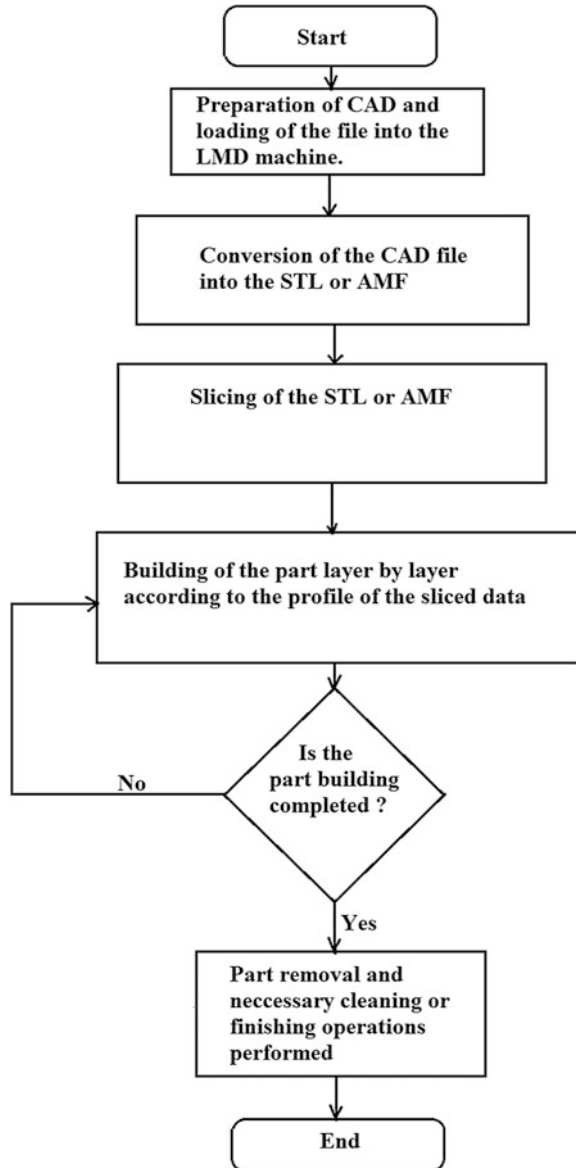 Start
Preparation of CAD and
loading of the file into the
LMD machine.
Conversion of the CAD file
into the STL or AMF
Slicing of the STL or AMF
Building of the part layer by layer
according to the profile of the sliced data
Is the
part building
completed ?
No
Yes
Part removal and
neccessary cleaning or
finishing operations
performed
End